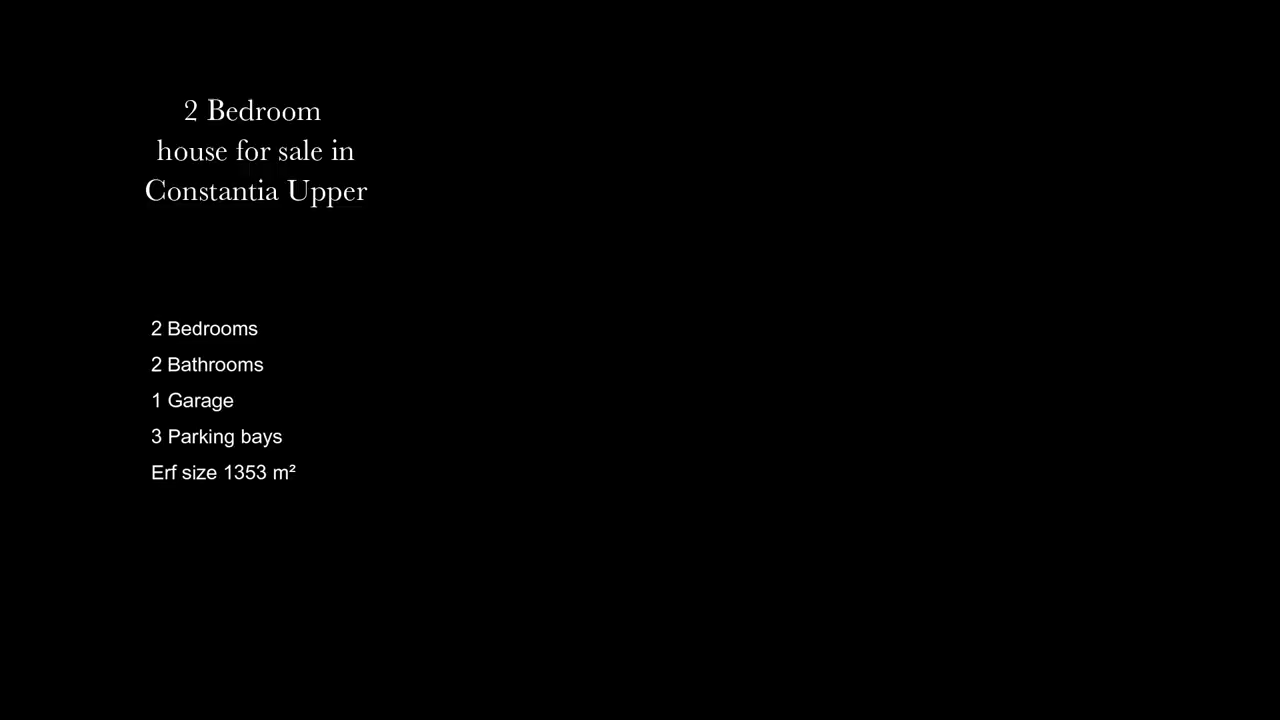 2 Bedroom
house for sale in
Constantia Upper
2 Bedrooms
2 Bathrooms
1 Garage
3 Parking bays
Erf size 1353 m²